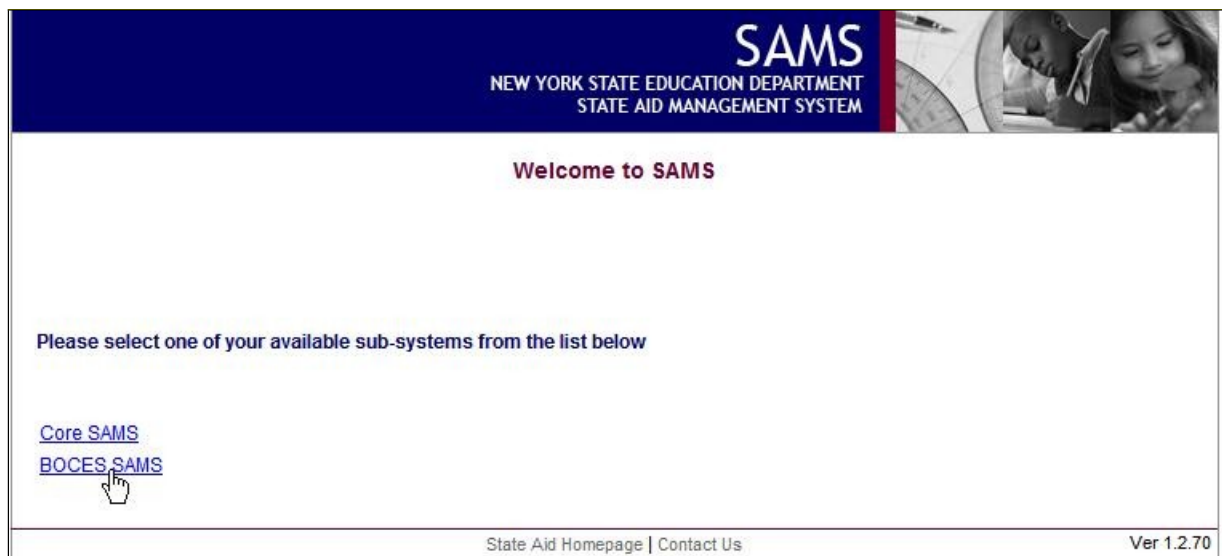 SAMS
NEW YORK STATE EDUCATION DEPARTMENT
STATE AID MANAGEMENT SYSTEM
Welcome to SAMS
Please select one of your available sub-systems from the list below
Core SAMS
BOCES SAMS
State Aid Homepage | Contact Us
Ver 1.2.70